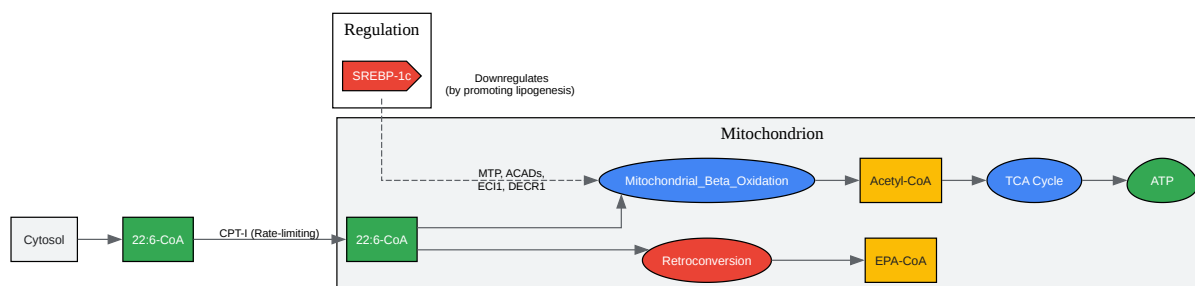 Regulation
SREBP-1c
Downregulates
(by promoting lipogenesis)
Mitochondrion
MTP, ACADs,
ECI1, DECR1
Mitochondrial_Beta_Oxidation
Acetyl-CoA
TCA Cycle
ATP
Cytosol
22:6-CoA
CPT-I (Rate-limiting)
22:6-CoA
Retroconversion
EPA-CoA